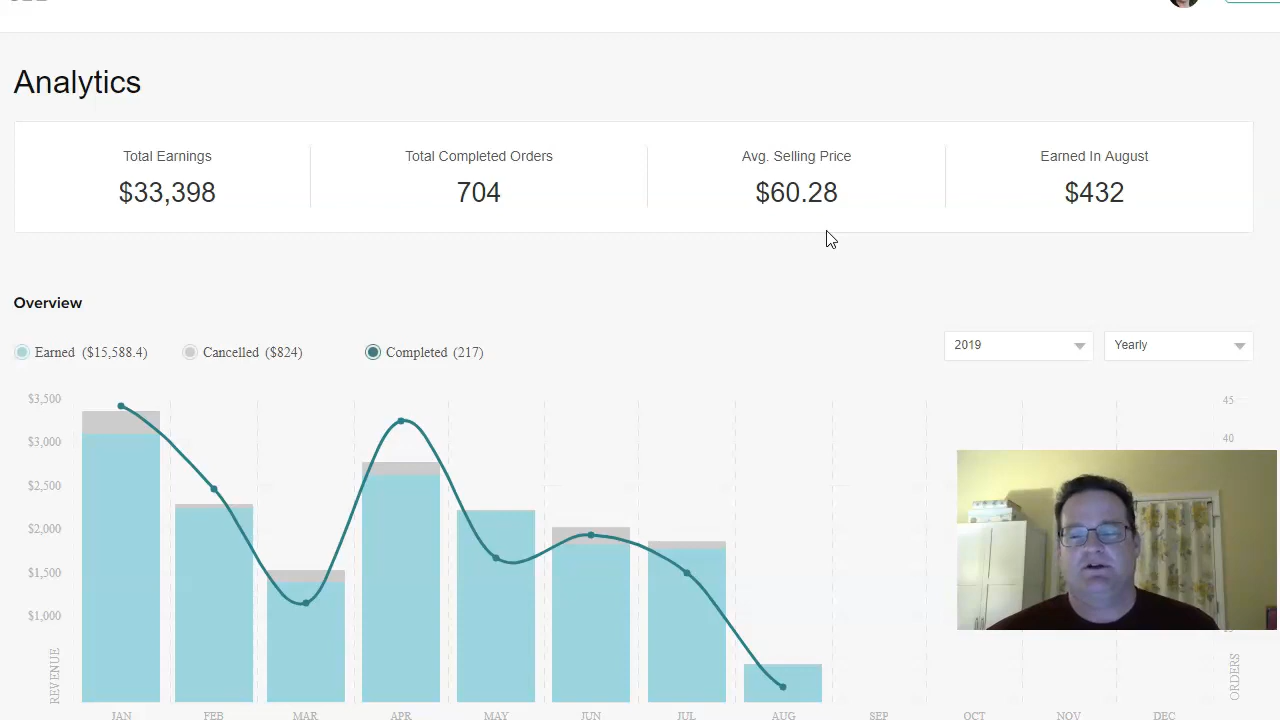 Analytics
Total Earnings
Total Completed Orders
Avg. Selling Price
Earned In August
$33,398
704
$60.28
$432
Overview
Earned ($15,588.4)
Cancelled ($824)
Completed (217)
2019
Yearly
$3,500
45
$3,000
40
$2,500
$2,000
$1,500
$1,000
REVENUE
ORDERS
JAN
FEB
MAR
APR
MAY
JUN
JUL
AUG
SEP
OCT
NOV
DEC